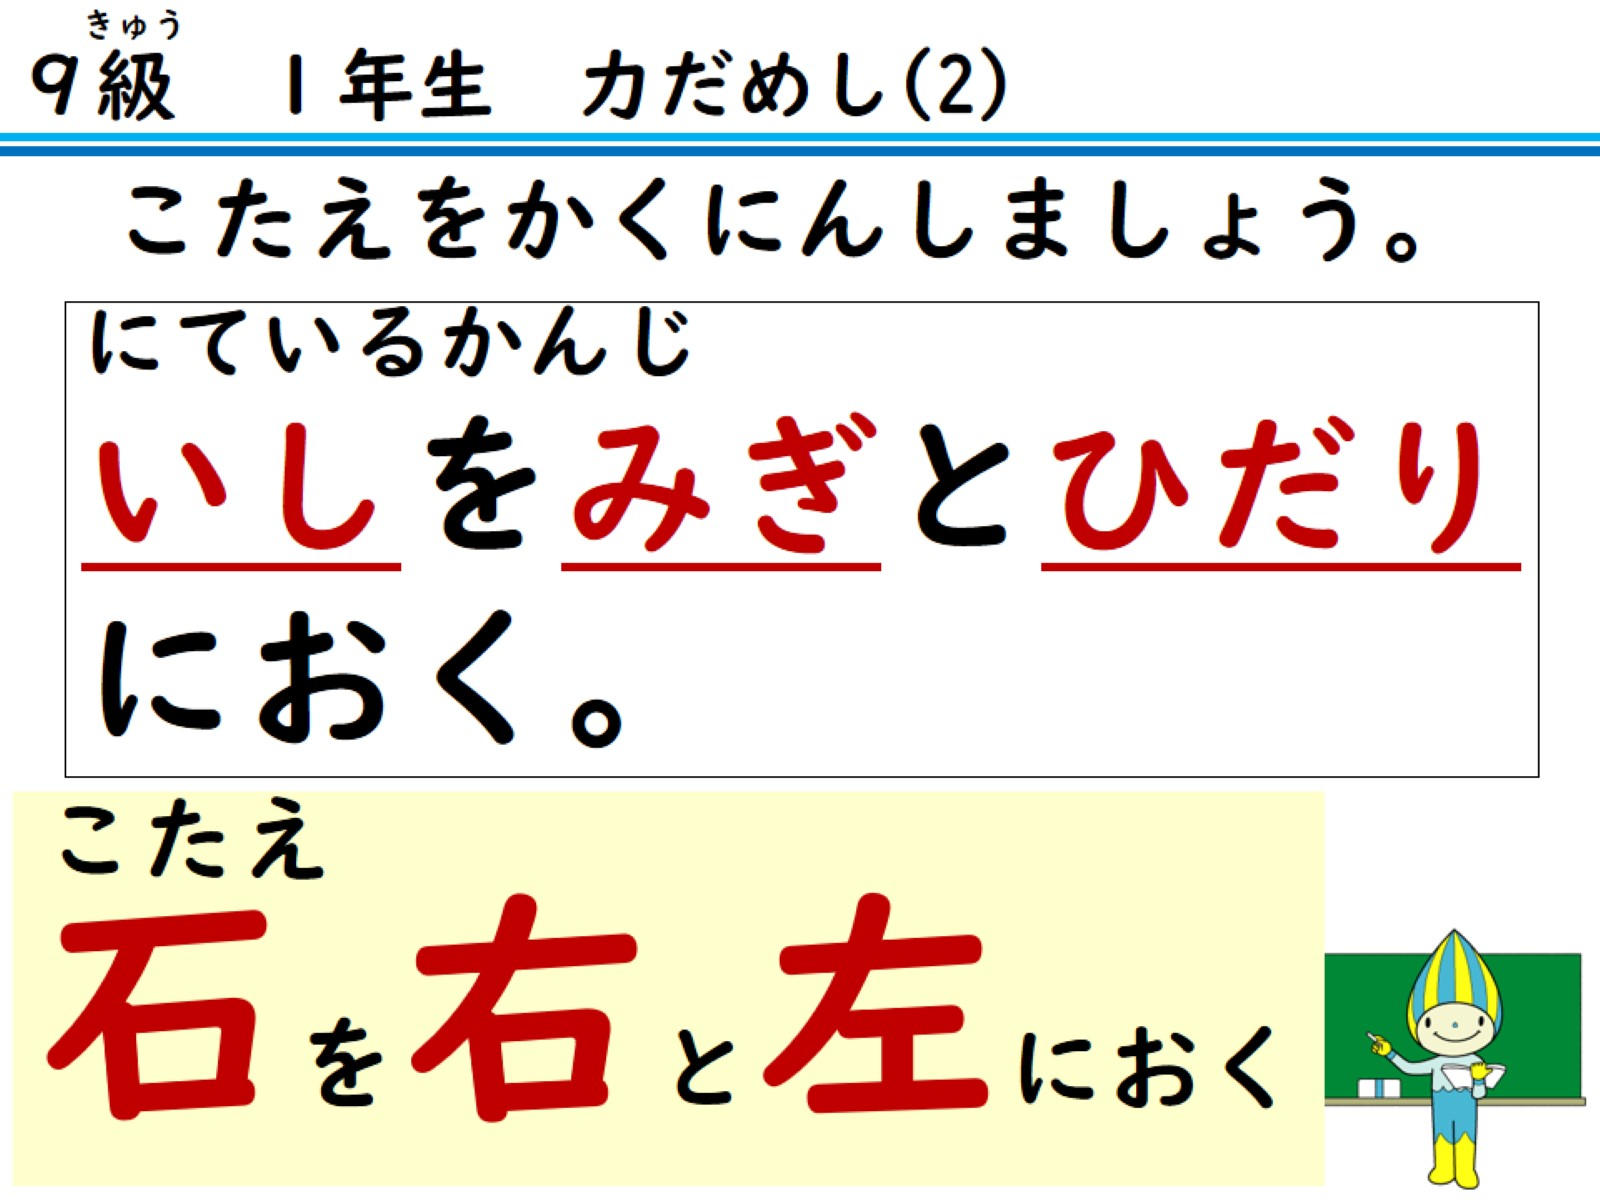 きゅう
９級　１年生　力だめし(2)
こたえをかくにんしましょう。
にているかんじ
いしをみぎとひだり
におく。
こたえ
石を右と左におく